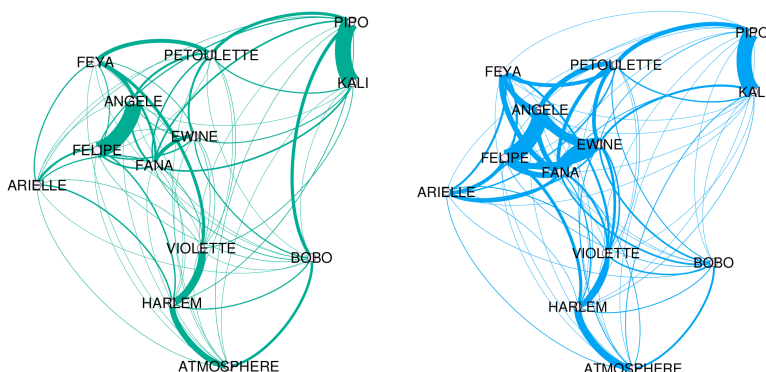 PIPO
PETOULETTE
FEYA
KALI
ANGELE
EWINE
FELIPE
FANA
ARIELLE
VIOLETTE
BOBO
HARLEM
ATMOSPHERE
PIPO
PETOULETTE
FEYA
KAL
ANGELE
EWINE
FELIPE
FANA
ARIELLE
VIOLETTE
BOBO
HARLEM
ATMOSPHERE